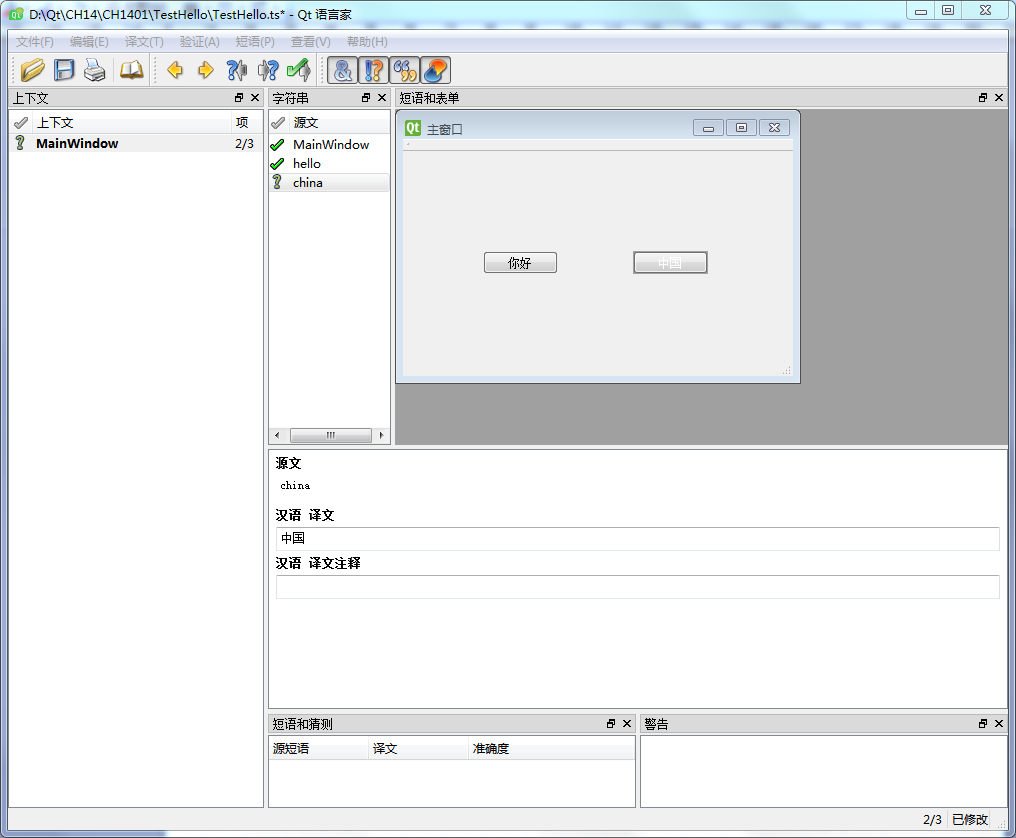 D:\Qt\CH14\CH1401\TestHello\TestHello.ts* - Qt 语言家
文件(F) 编辑(E) 译文(T) 验证(A) 短语(P) 查看(V) 帮助(H)
上下文
上下文 项
MainWindow 2/3
字符串
源文
MainWindow
hello
china
短语和表单
Qt 主窗口
你好 中国
源文
china
汉语 译文
中国
汉语 译文注释
短语和猜测
源短语 译文 准确度
警告
2/3 已修改